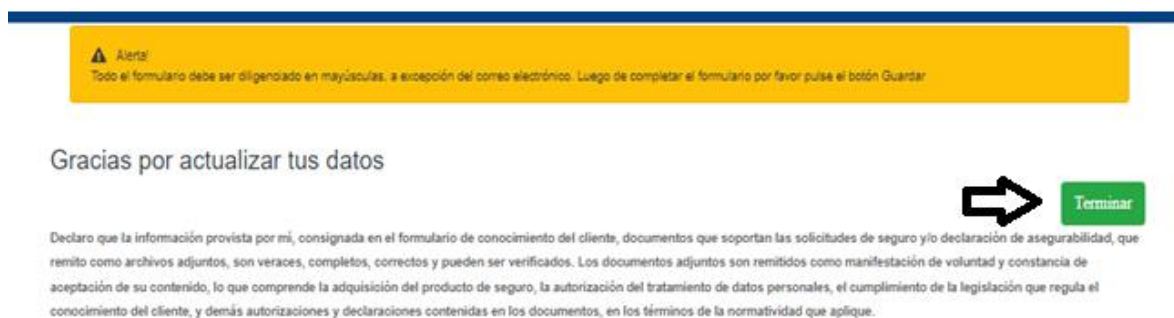 Alerta!
Todo el formulario debe ser diligenciado en mayúsculas, a excepción del correo electrónico. Luego de completar el formulario por favor pulse el botón Guardar
Gracias por actualizar tus datos
Terminar
Declaro que la información provista por mí, consignada en el formulario de conocimiento del cliente, documentos que soportan las solicitudes de seguro y/o declaración de asegurabilidad, que
remito como archivos adjuntos, son veraces, completos, correctos y pueden ser verificados. Los documentos adjuntos son remitidos como manifestación de voluntad y constancia de
aceptación de su contenido, lo que comprende la adquisición del producto de seguro, la autorización del tratamiento de datos personales, el cumplimiento de la legislación que regula el
conocimiento del cliente, y demás autorizaciones y declaraciones contenidas en los documentos, en los términos de la normatividad que aplique.